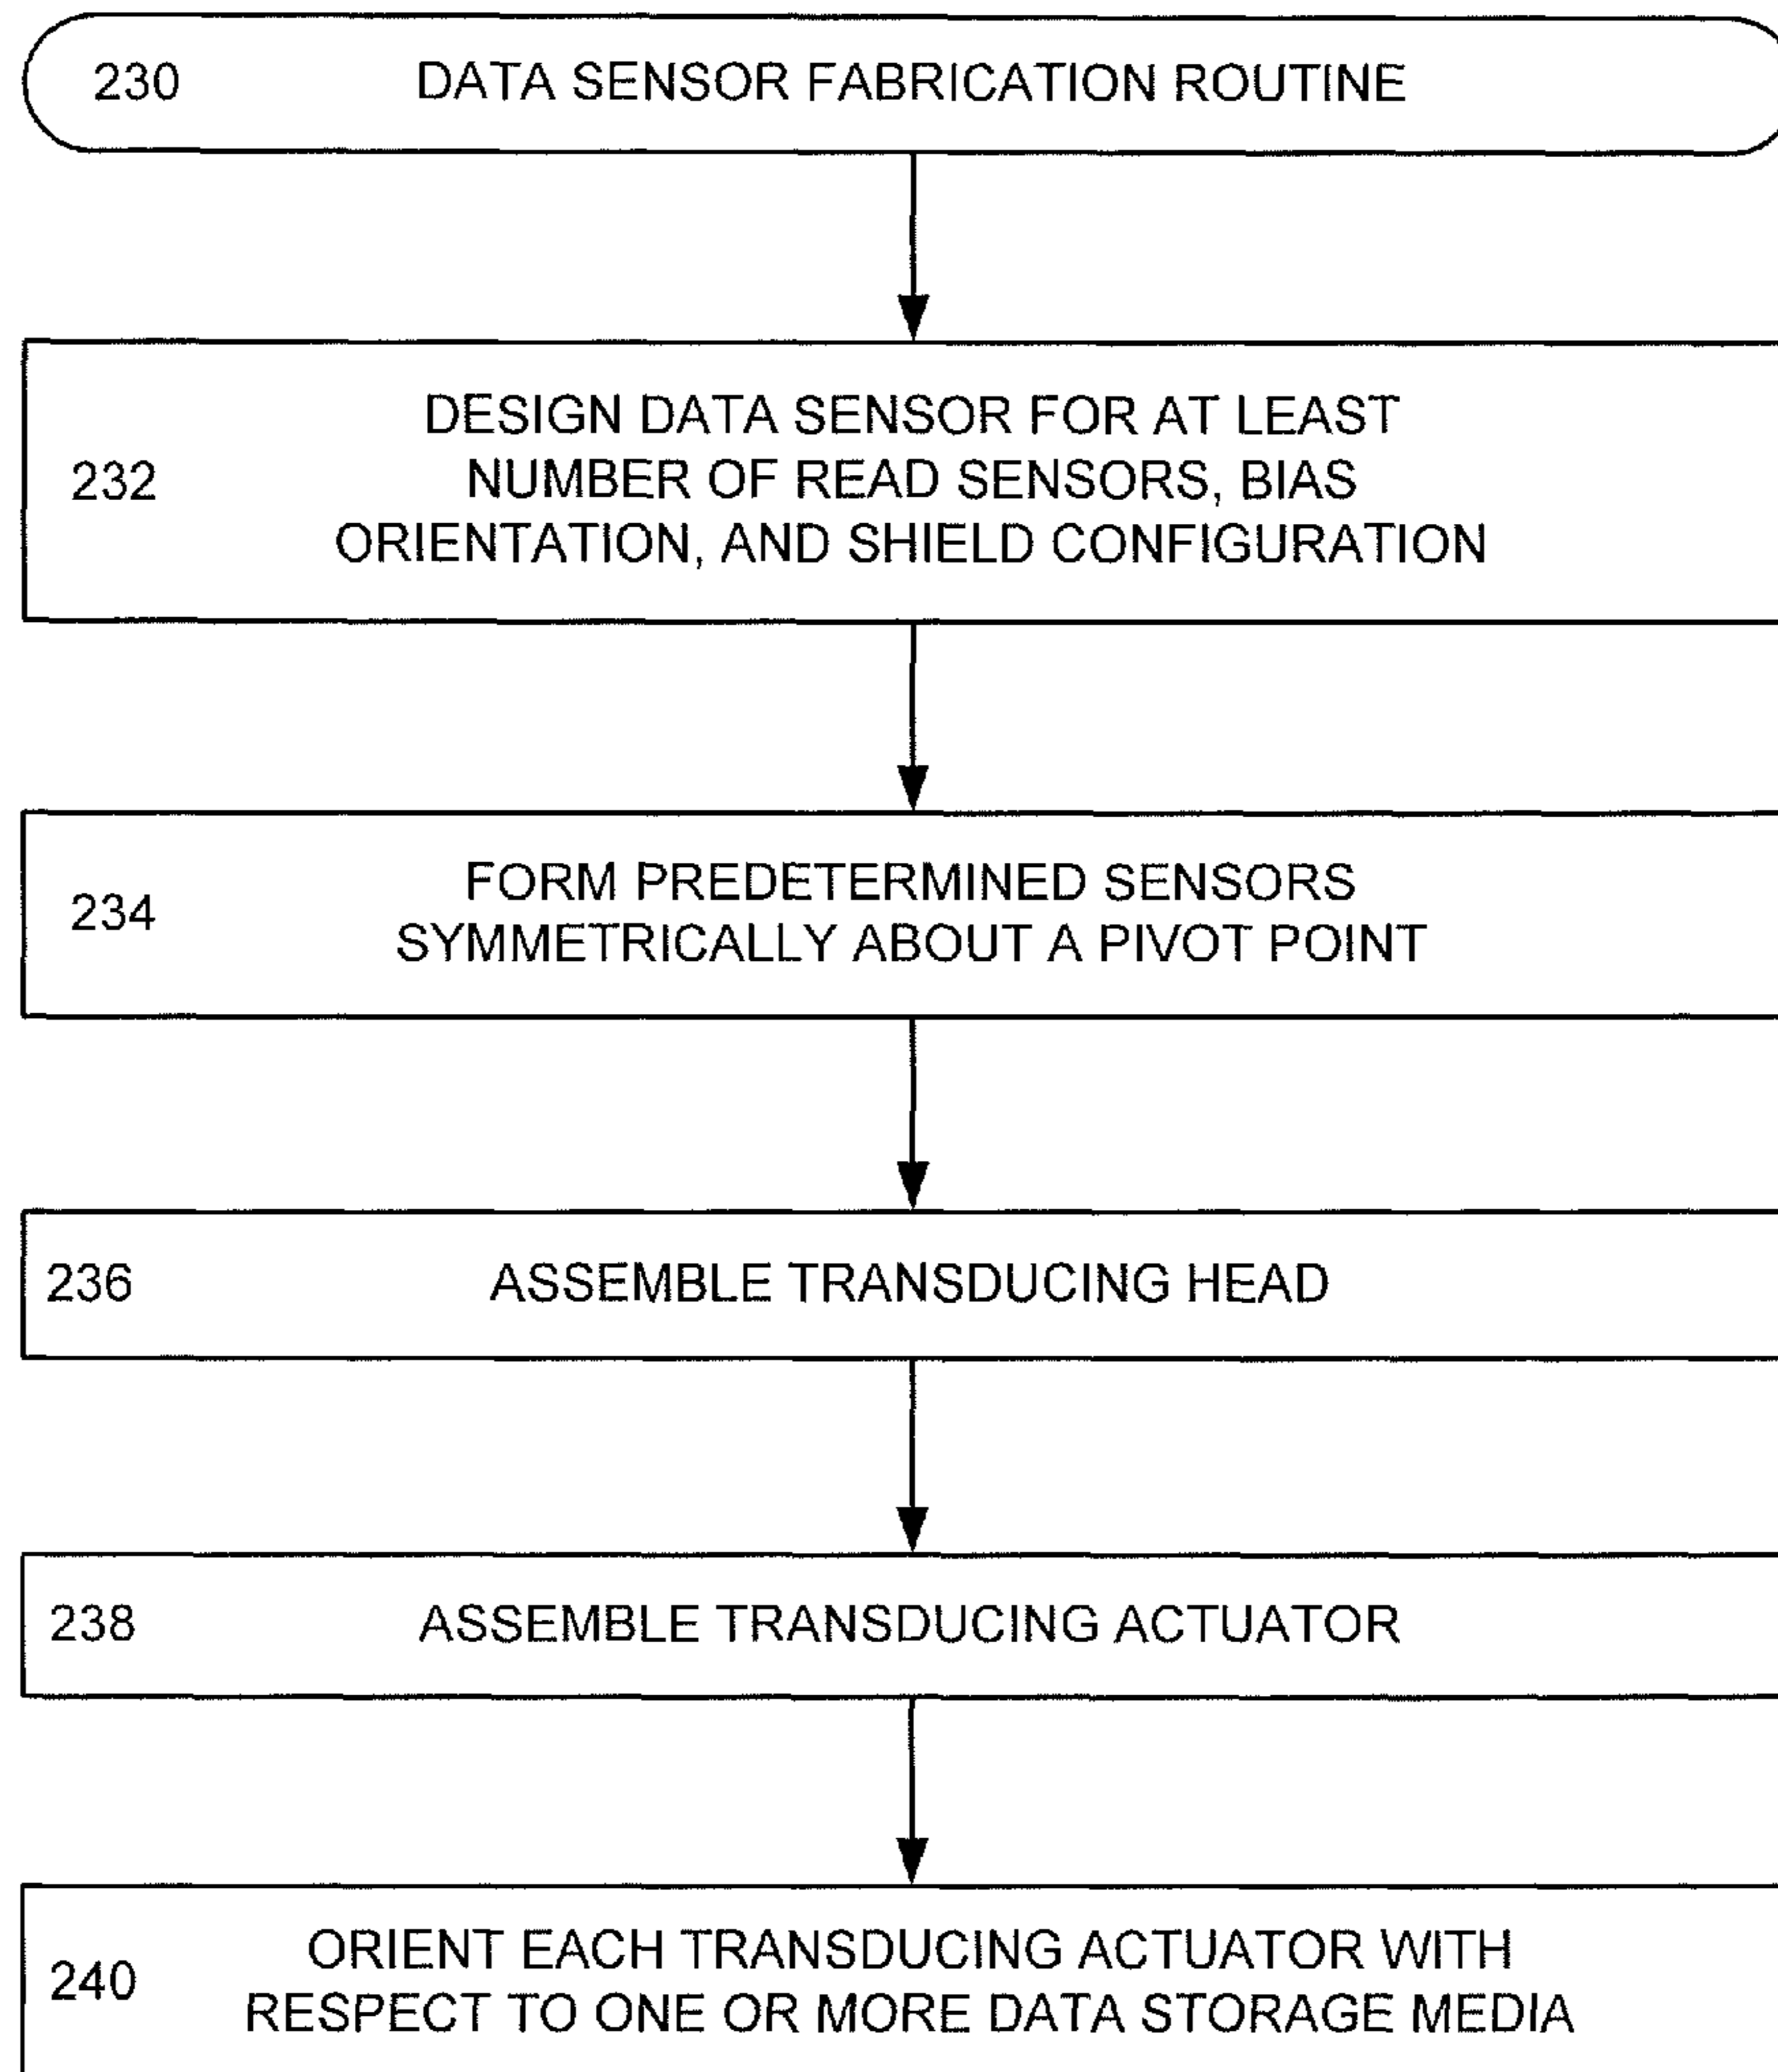 230 DATA SENSOR FABRICATION ROUTINE
DESIGN DATA SENSOR FOR AT LEAST
232 NUMBER OF READ SENSORS, BIAS
ORIENTATION, AND SHIELD CONFIGURATION
FORM PREDETERMINED SENSORS
234
SYMMETRICALLY ABOUT A PIVOT POINT
236 ASSEMBLE TRANSDUCING HEAD
238 ASSEMBLE TRANSDUCING ACTUATOR
ORIENT EACH TRANSDUCING ACTUATOR WITH
240
RESPECT TO ONE OR MORE DATA STORAGE MEDIA